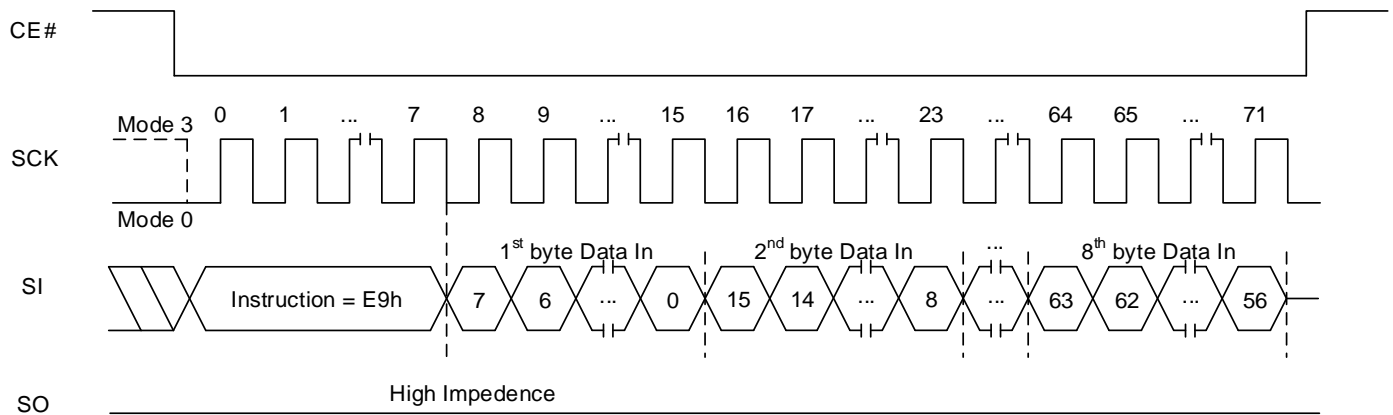 CE#
0 1 ... 7 8 9 ... 15 16 17 ... 23 ... 64 65 ... 71
Mode 3
SCK
Mode 0
1st byte Data In 2nd byte Data In ... 8th byte Data In
SI
Instruction = E9h 7 6 ... 0 15 14 ... 8 ... 63 62 ... 56
High Impedence
SO